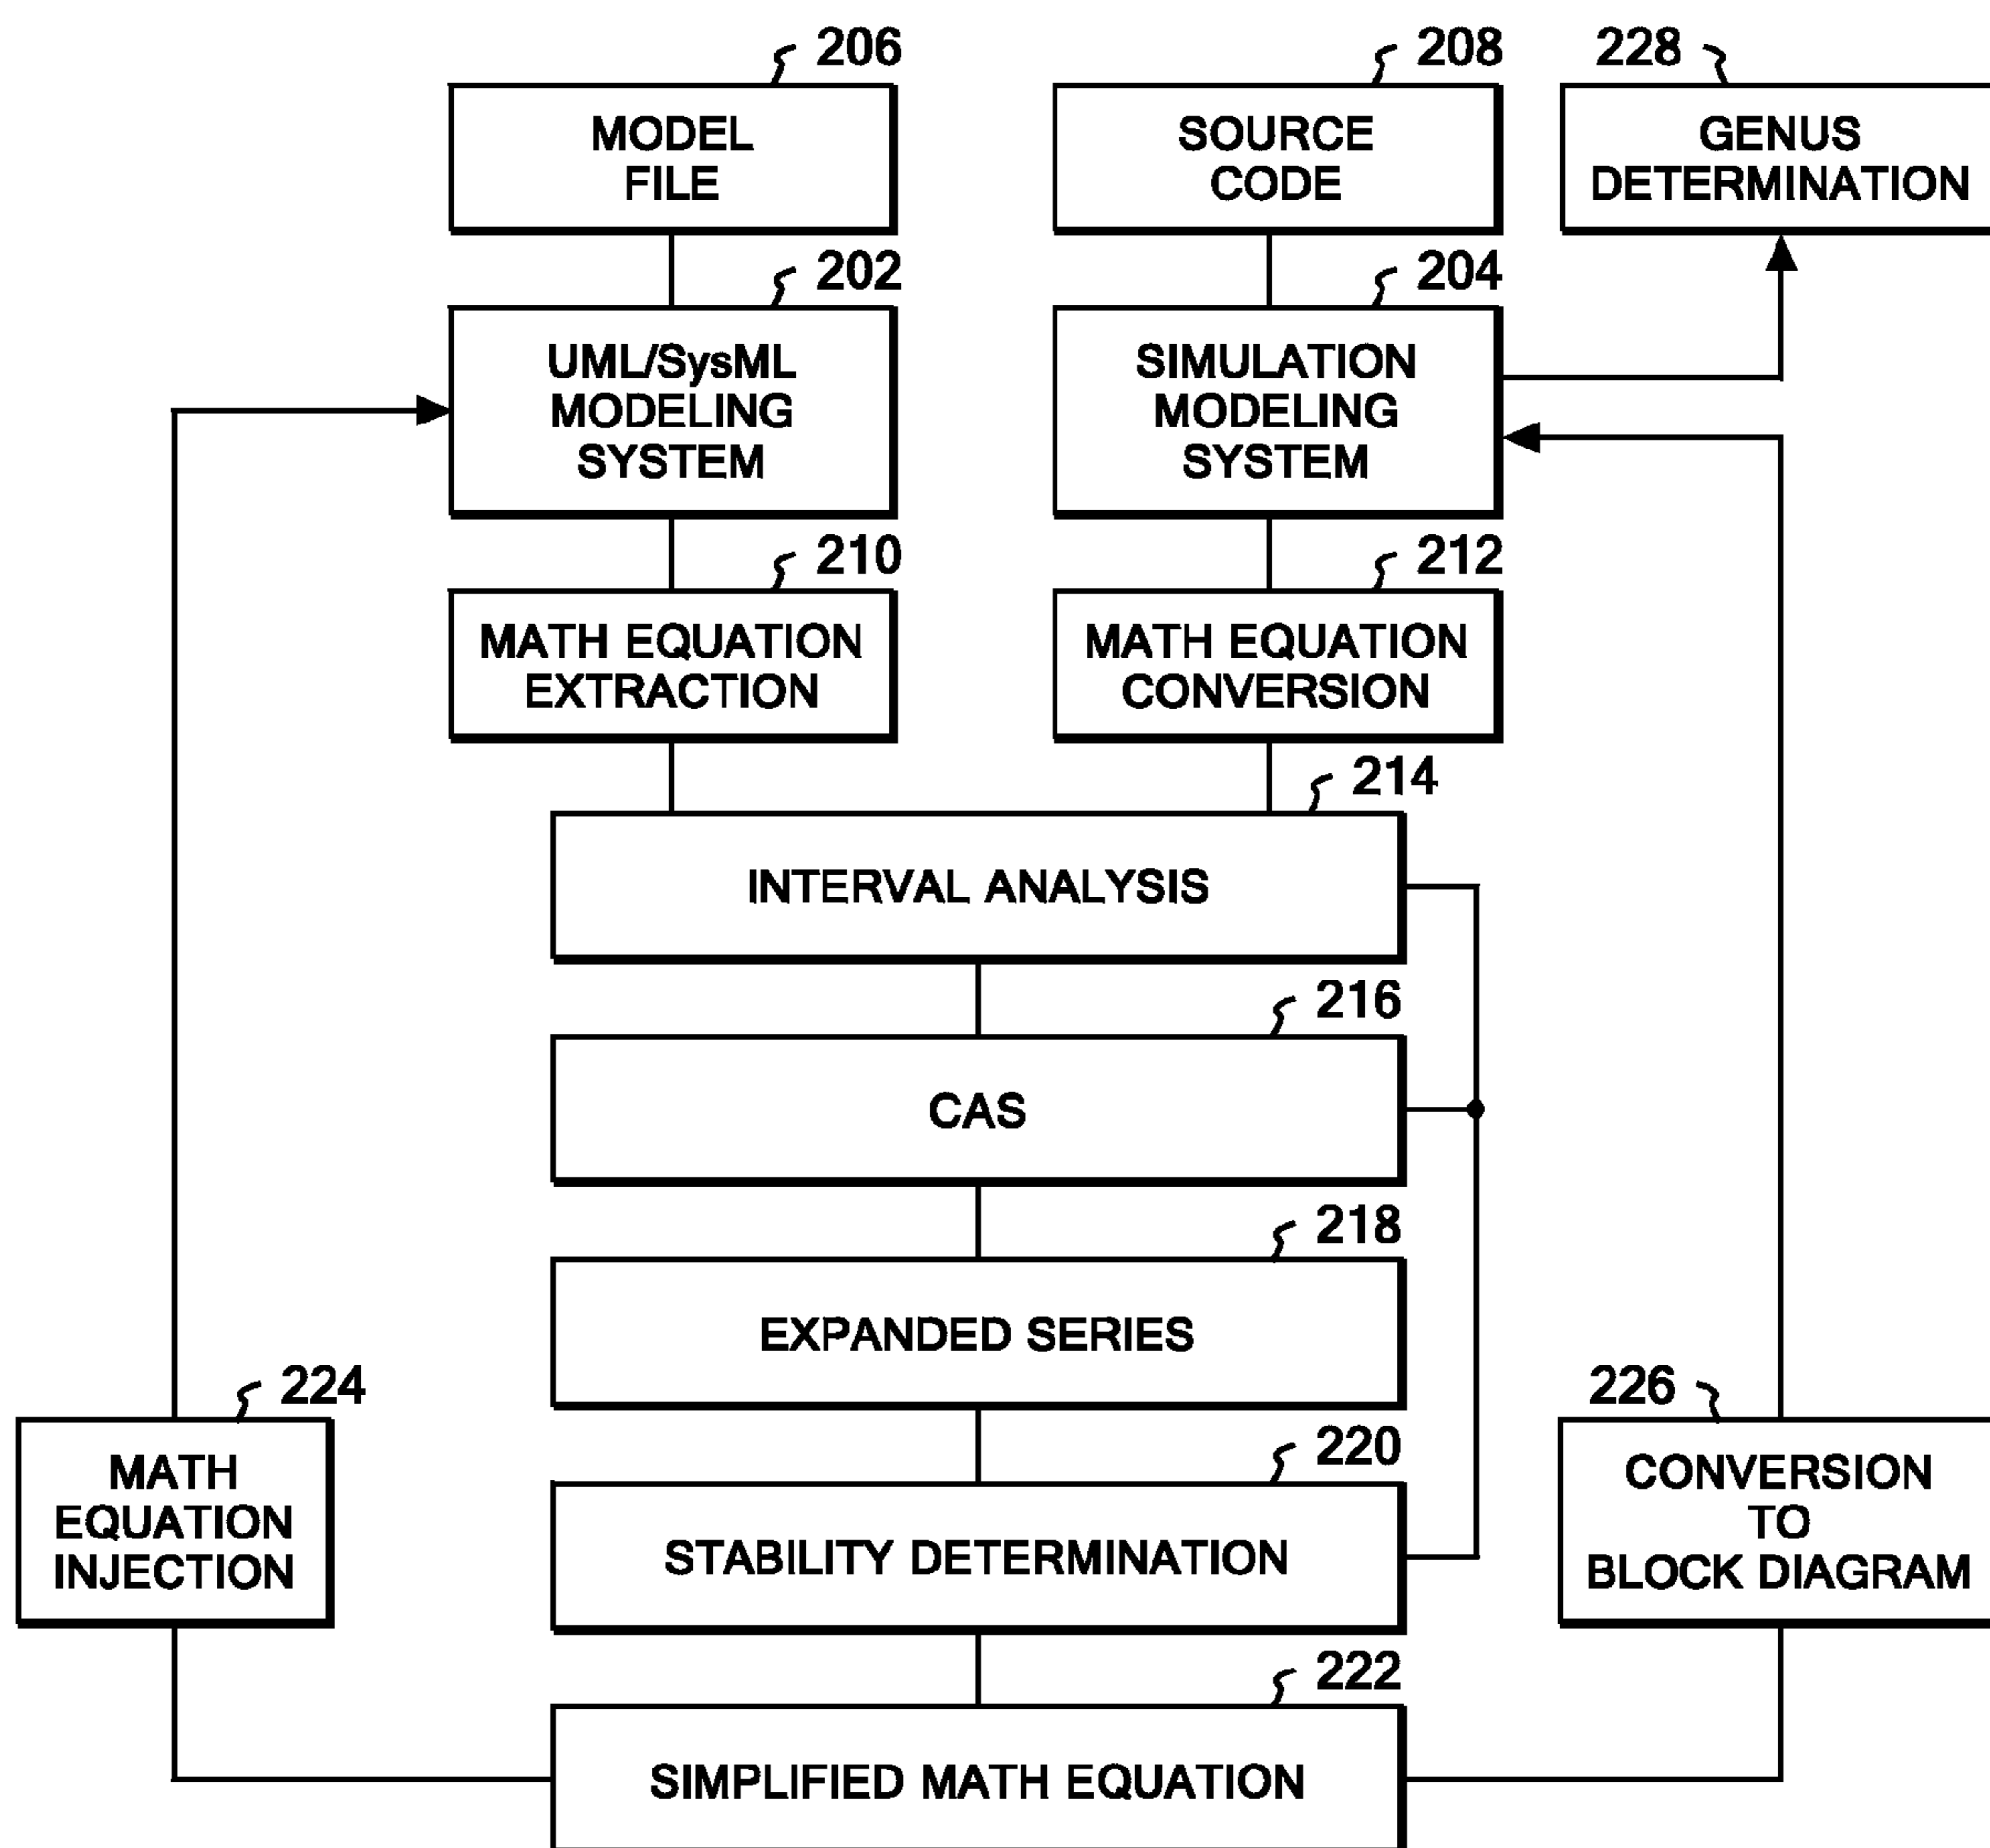 206
208
228
MODEL
FILE
SOURCE
CODE
GENUS
DETERMINATION
202
204
UML/SysML
MODELING
SYSTEM
SIMULATION
MODELING
SYSTEM
210
212
MATH EQUATION
EXTRACTION
MATH EQUATION
CONVERSION
214
INTERVAL ANALYSIS
216
CAS
218
EXPANDED SERIES
224
226
220
MATH
EQUATION
INJECTION
STABILITY DETERMINATION
CONVERSION
TO
BLOCK DIAGRAM
222
SIMPLIFIED MATH EQUATION